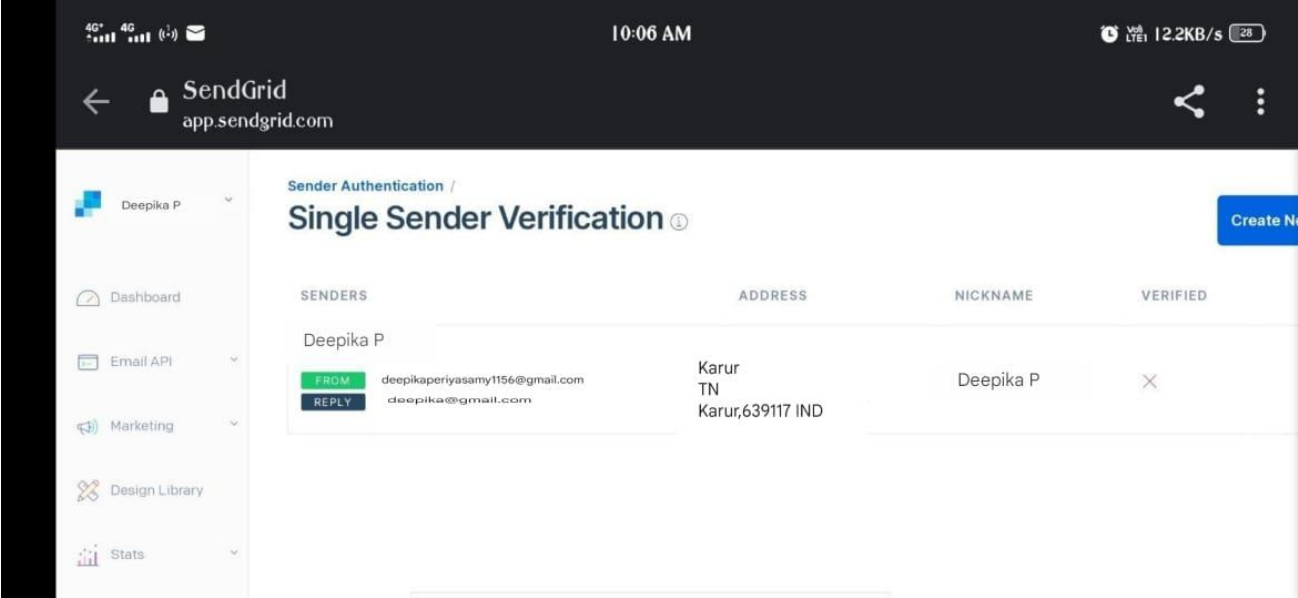 4G+ 4G 10:06 AM VoD LTE1 12.2KB/s 28
SendGrid
app.sendgrid.com
Deepika P
Sender Authentication /
Single Sender Verification
Create Ne
Dashboard
SENDERS ADDRESS NICKNAME VERIFIED
Deepika P
Email API
FROM deepikaperiyasamy1156@gmail.com
REPLY deepika@gmail.com
Karur
TN
Karur,639117 IND
Deepika P
Marketing
Design Library
Stats